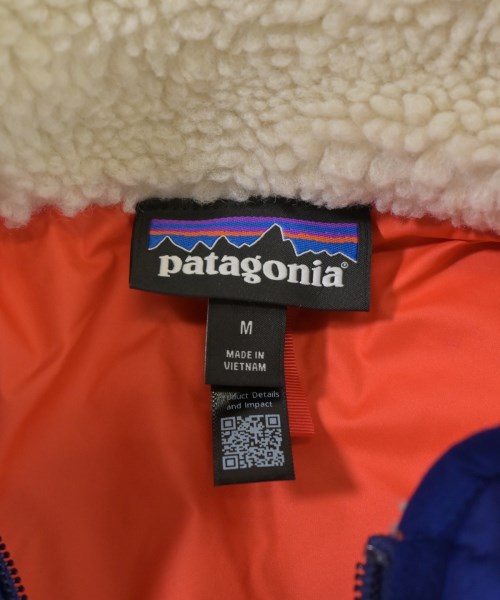 patagonia®
M
MADE IN
VIETNAM
Product Details
and Impact